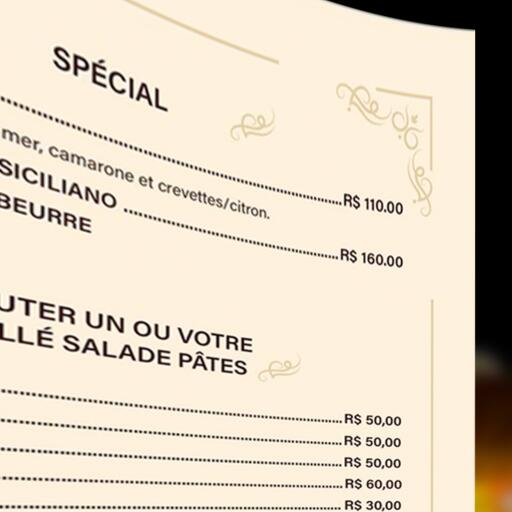 SPÉCIAL
R$ 110.00
mer, camarone et crevettes/citron.
SICILIANO R$ 160.00
BEURRE
UTER UN OU VOTRE
LLÉ SALADE PÂTES
R$ 50,00
R$ 50,00
R$ 50,00
R$ 60,00
R$ 30,00